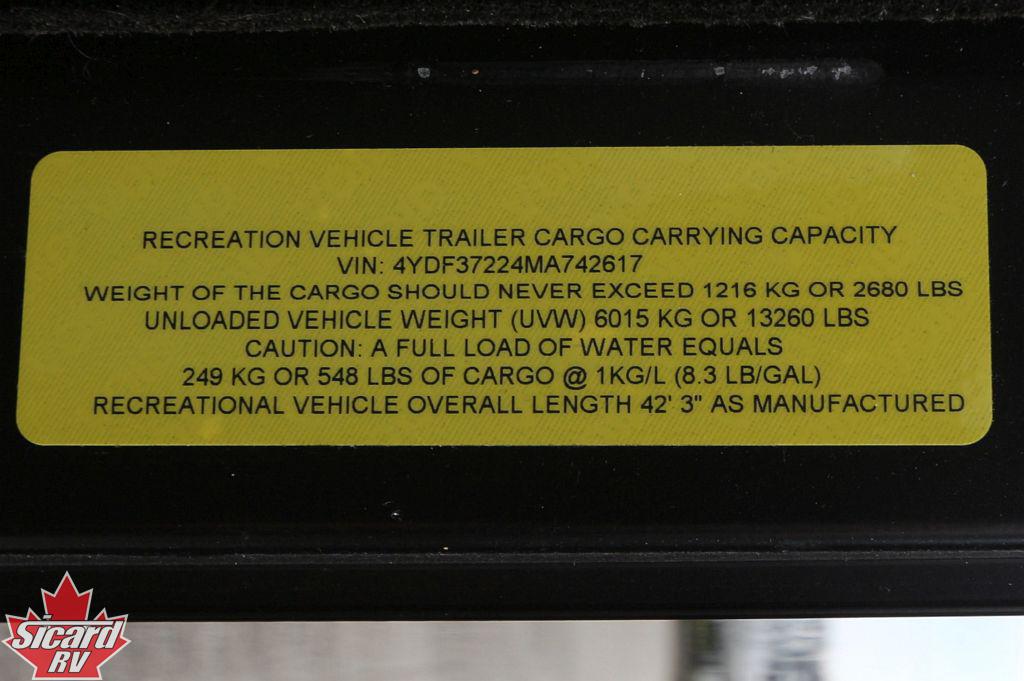 RECREATION VEHICLE TRAILER CARGO CARRYING CAPACITY
VIN: 4YDF37224MA742617
WEIGHT OF THE CARGO SHOULD NEVER EXCEED 1216 KG OR 2680 LBS
UNLOADED VEHICLE WEIGHT (UVW) 6015 KG OR 13260 LBS
CAUTION: A FULL LOAD OF WATER EQUALS
249 KG OR 548 LBS OF CARGO @ 1KG/L (8.3 LB/GAL)
RECREATIONAL VEHICLE OVERALL LENGTH 42' 3" AS MANUFACTURED
Sicard
RV